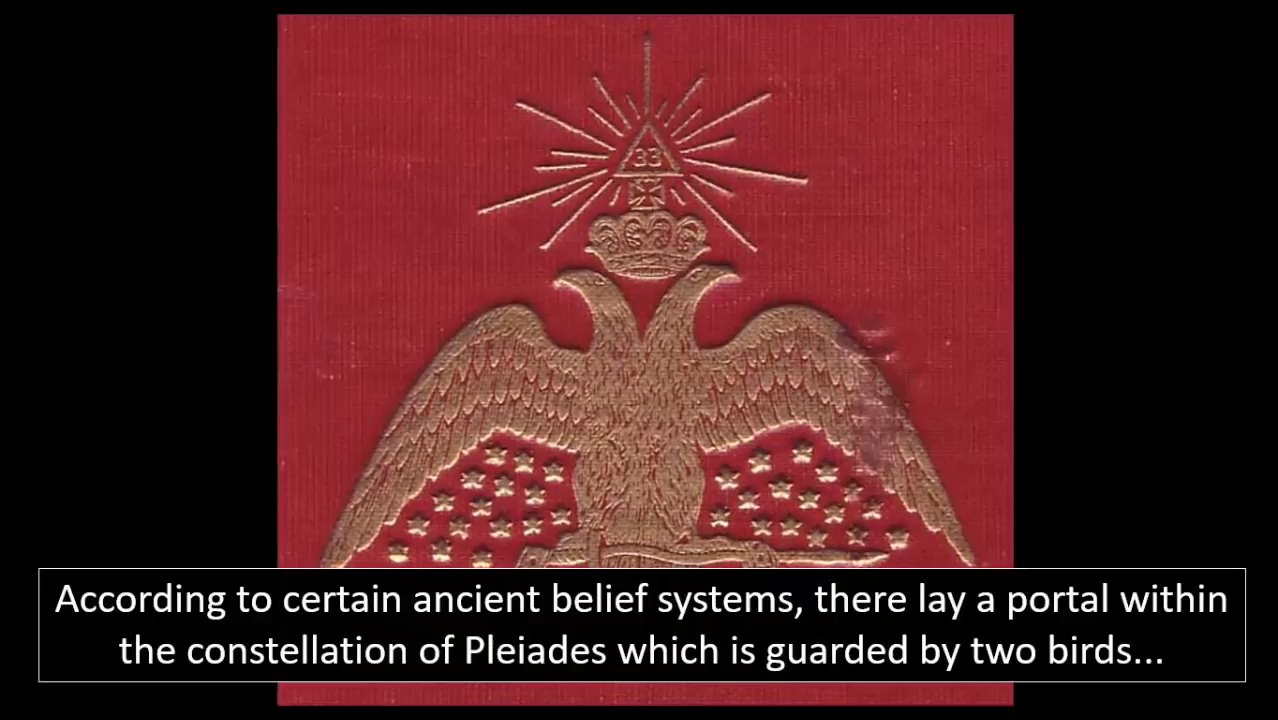 33
According to certain ancient belief systems, there lay a portal within
the constellation of Pleiades which is guarded by two birds...